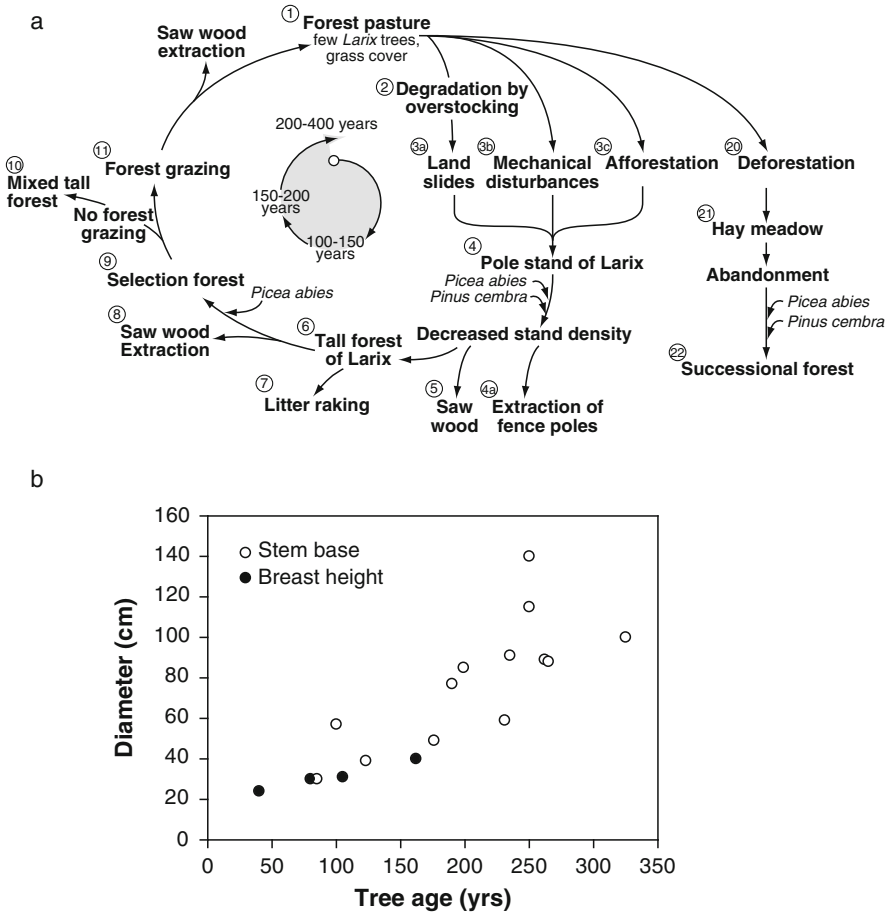 a
① Forest pasture
few Larix trees,
grass cover
Saw wood
extraction
② Degradation by
overstocking
200-400 years
150-200
years
100-150
years
③a Land
slides
③b Mechanical
disturbances
③c Afforestation
⑳ Deforestation
㉑ Hay meadow
Abandonment
Picea abies
Pinus cembra
㉒ Successional forest
④ Pole stand of Larix
Picea abies
Pinus cembra
Decreased stand density
④a Extraction of
fence poles
⑤ Saw
wood
⑥ Tall forest
of Larix
⑦ Litter raking
⑧ Saw wood
Extraction
Picea abies
⑨ Selection forest
No forest
grazing
⑩ Mixed tall
forest
⑪ Forest grazing
b
Stem base
Breast height
Diameter (cm)
160
140
120
100
80
60
40
20
0
0 50 100 150 200 250 300 350
Tree age (yrs)